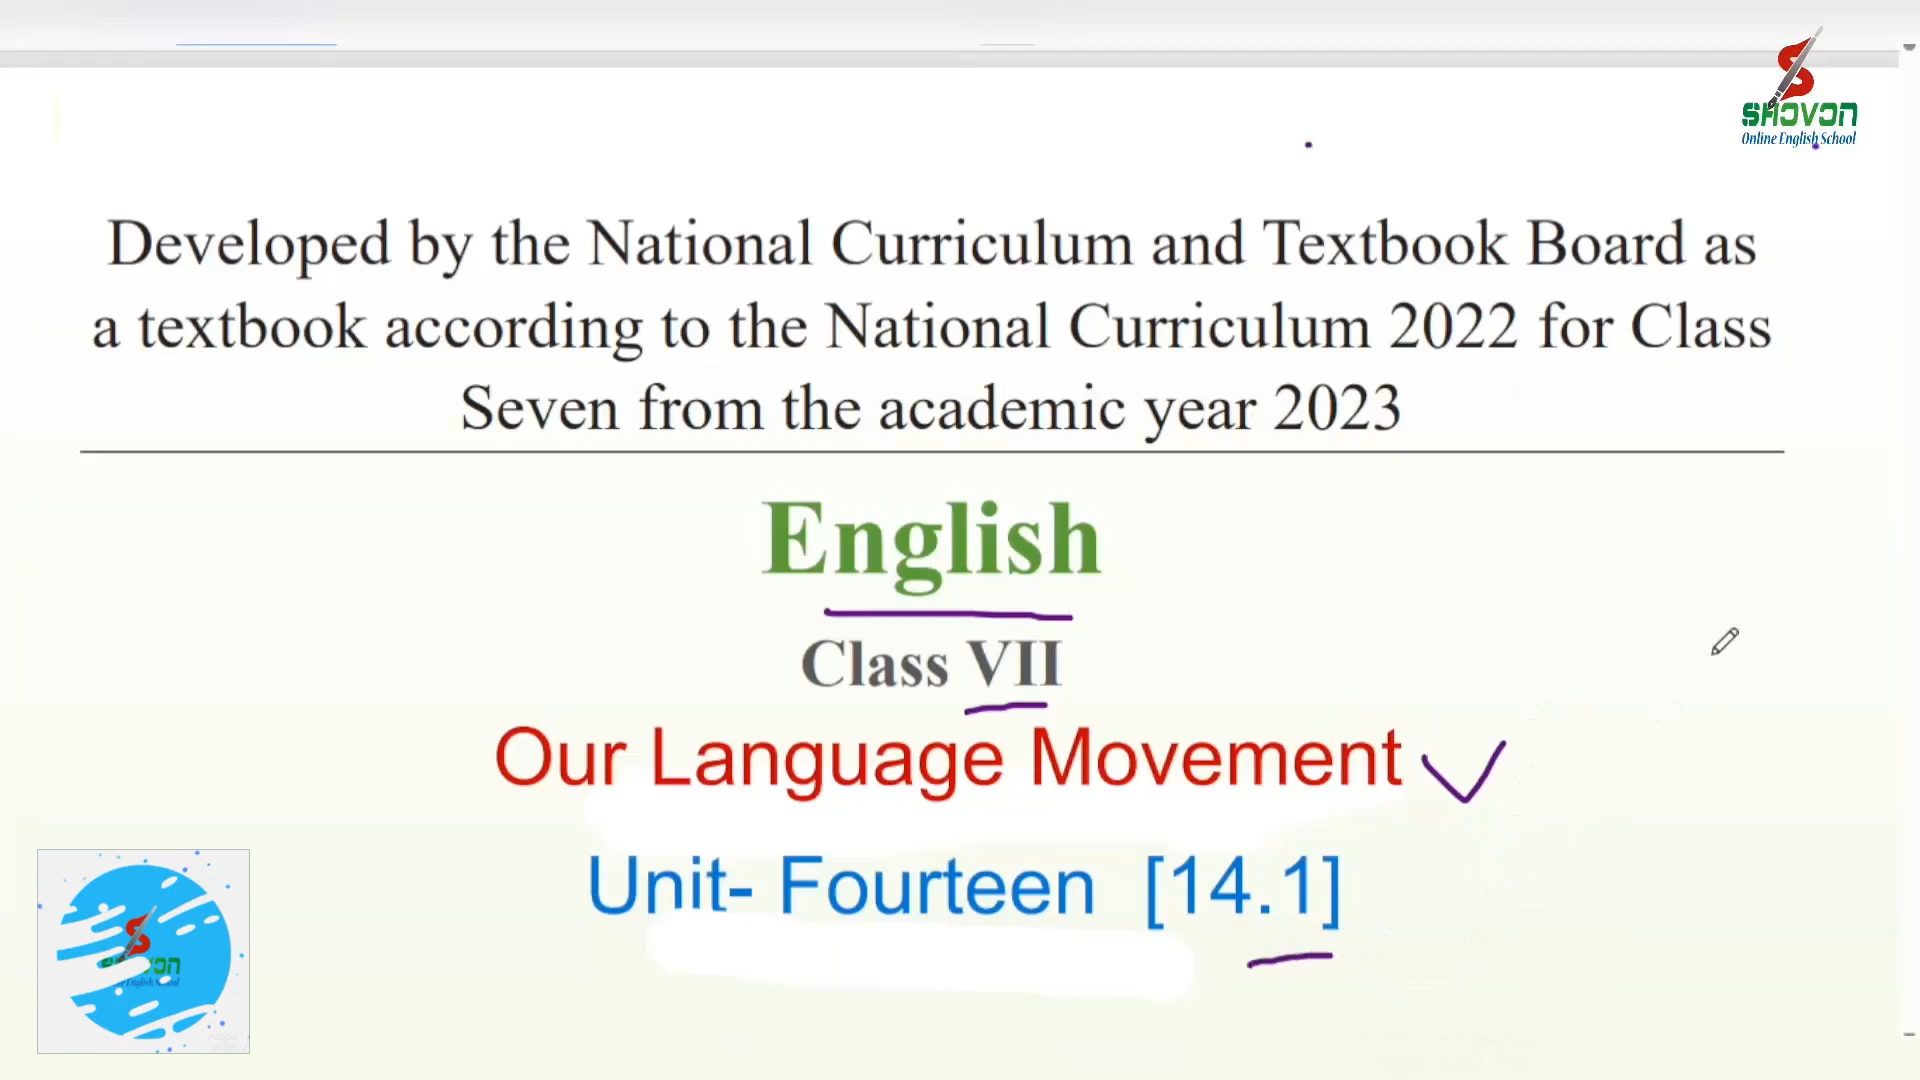 SHOVON
Online English School
Developed by the National Curriculum and Textbook Board as
a textbook according to the National Curriculum 2022 for Class
Seven from the academic year 2023
English
Class VII
Our Language Movement
Unit- Fourteen [14.1]